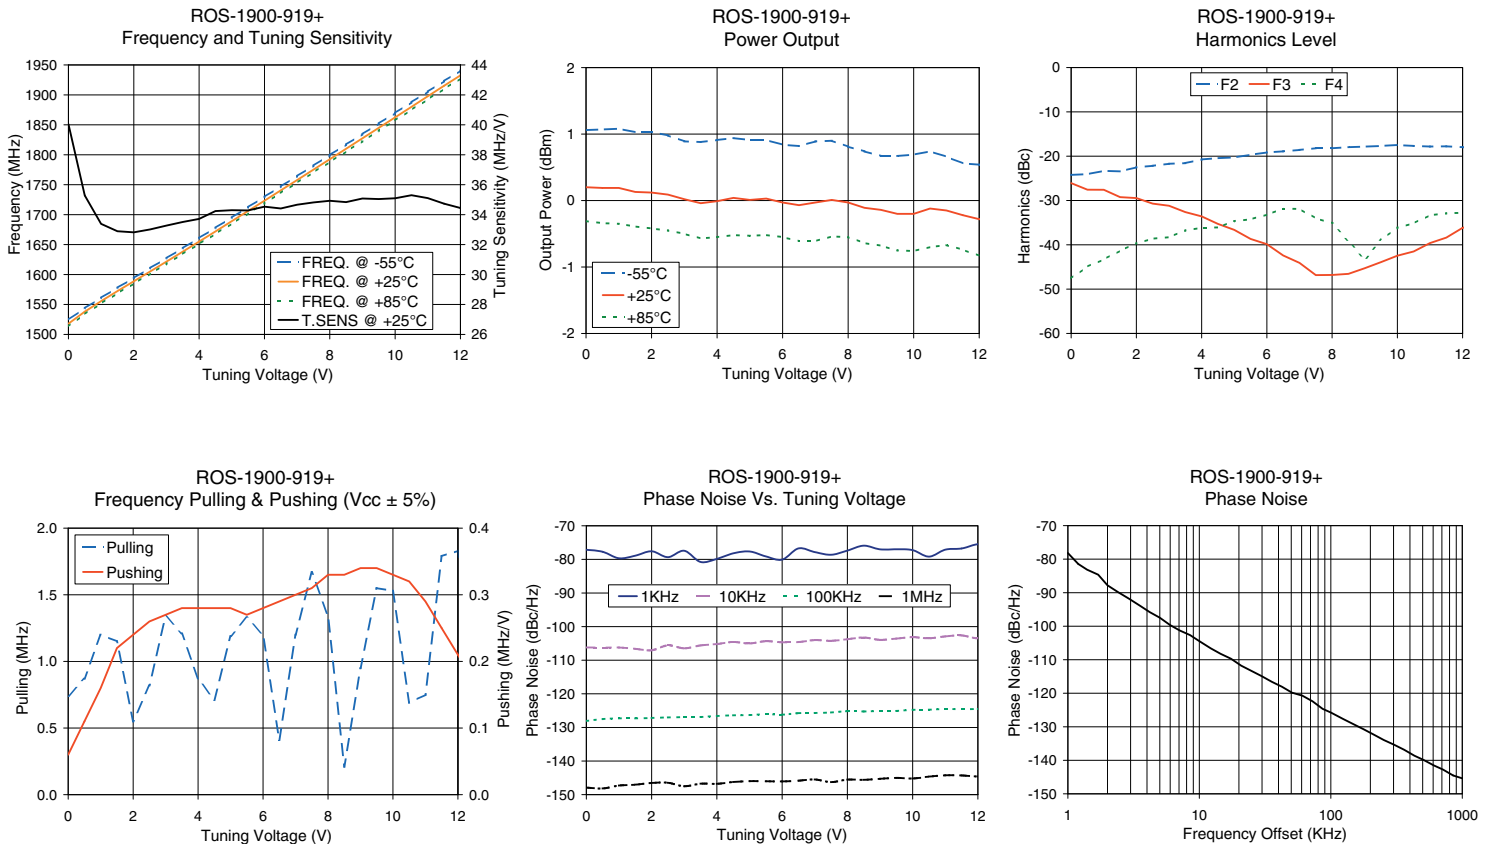 ROS-1900-919+
Frequency and Tuning Sensitivity
1950
1900
1850
1800
1750
1700
1650
1600
1550
1500
Frequency (MHz)
44
42
40
38
36
34
32
30
28
26
Tuning Sensitivity (MHz/V)
FREQ. @ -55°C
FREQ. @ +25°C
FREQ. @ +85°C
T.SENS @ +25°C
0 2 4 6 8 10 12
Tuning Voltage (V)
ROS-1900-919+
Power Output
2
1
0
-1
-2
Output Power (dBm)
-55°C
+25°C
+85°C
0 2 4 6 8 10 12
Tuning Voltage (V)
ROS-1900-919+
Harmonics Level
0
-10
-20
-30
-40
-50
-60
Harmonics (dBc)
F2 F3 F4
0 2 4 6 8 10 12
Tuning Voltage (V)
ROS-1900-919+
Frequency Pulling & Pushing (Vcc ± 5%)
2.0
1.5
1.0
0.5
0.0
Pulling (MHz)
0.4
0.3
0.2
0.1
0.0
Pushing (MHz/V)
Pulling
Pushing
0 2 4 6 8 10 12
Tuning Voltage (V)
ROS-1900-919+
Phase Noise Vs. Tuning Voltage
-70
-80
-90
-100
-110
-120
-130
-140
-150
Phase Noise (dBc/Hz)
1KHz 10KHz 100KHz 1MHz
0 2 4 6 8 10 12
Tuning Voltage (V)
ROS-1900-919+
Phase Noise
-70
-80
-90
-100
-110
-120
-130
-140
-150
Phase Noise (dBc/Hz)
1 10 100 1000
Frequency Offset (KHz)